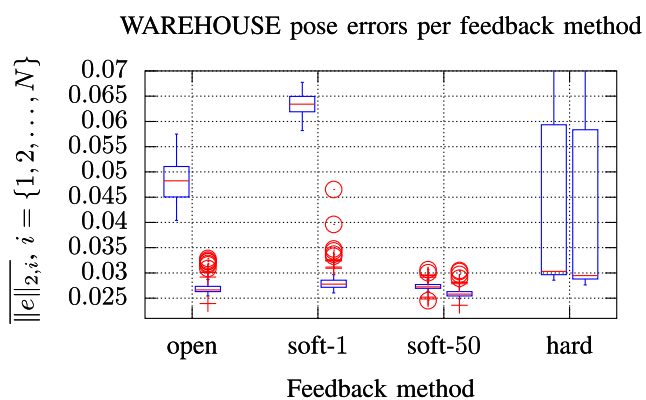 WAREHOUSE pose errors per feedback method
0.07
0.065
0.06
0.055
0.05
0.045
0.04
0.035
0.03
0.025
||e||₂,ᵢ, i = {1, 2, . . . , N}
open soft-1 soft-50 hard
Feedback method